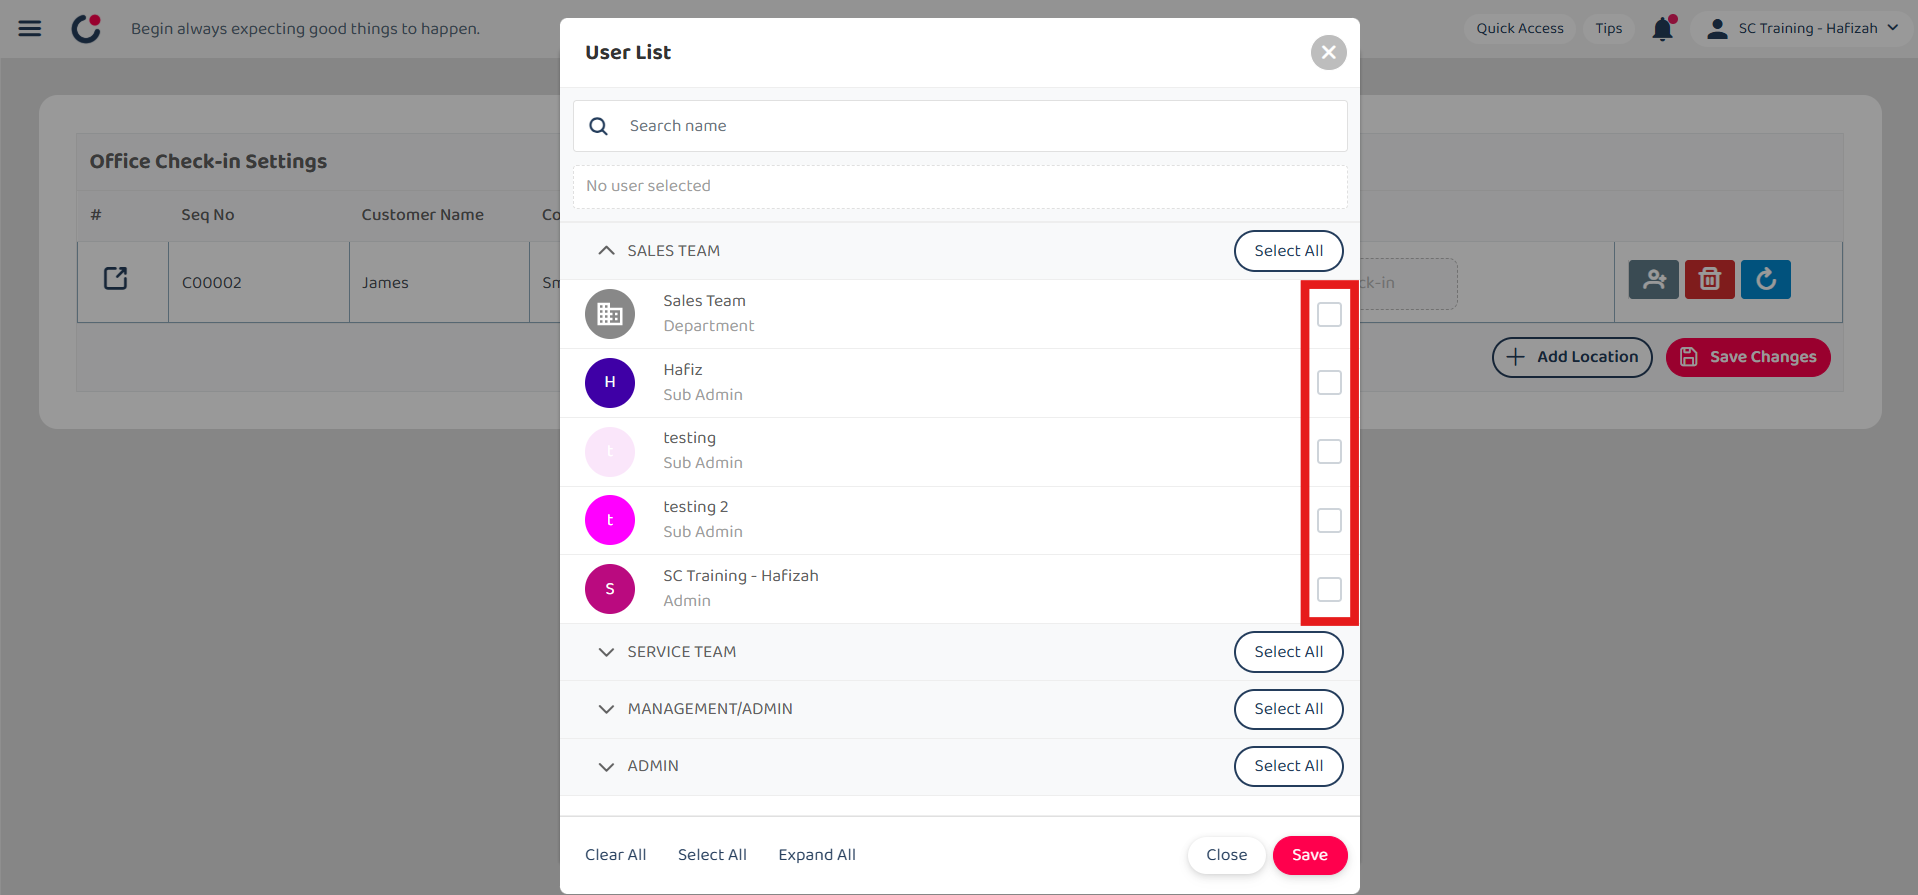 Begin always expecting good things to happen.
Quick Access
Tips
SC Training - Hafizah
User List
Search name
No user selected
Office Check-in Settings
#
Seq No
Customer Name
Co
C00002
James
Sm
ck-in
Add Location
Save Changes
SALES TEAM
Select All
Sales Team
Department
H
Hafiz
Sub Admin
t
testing
Sub Admin
t
testing 2
Sub Admin
S
SC Training - Hafizah
Admin
SERVICE TEAM
Select All
MANAGEMENT/ADMIN
Select All
ADMIN
Select All
Clear All
Select All
Expand All
Close
Save